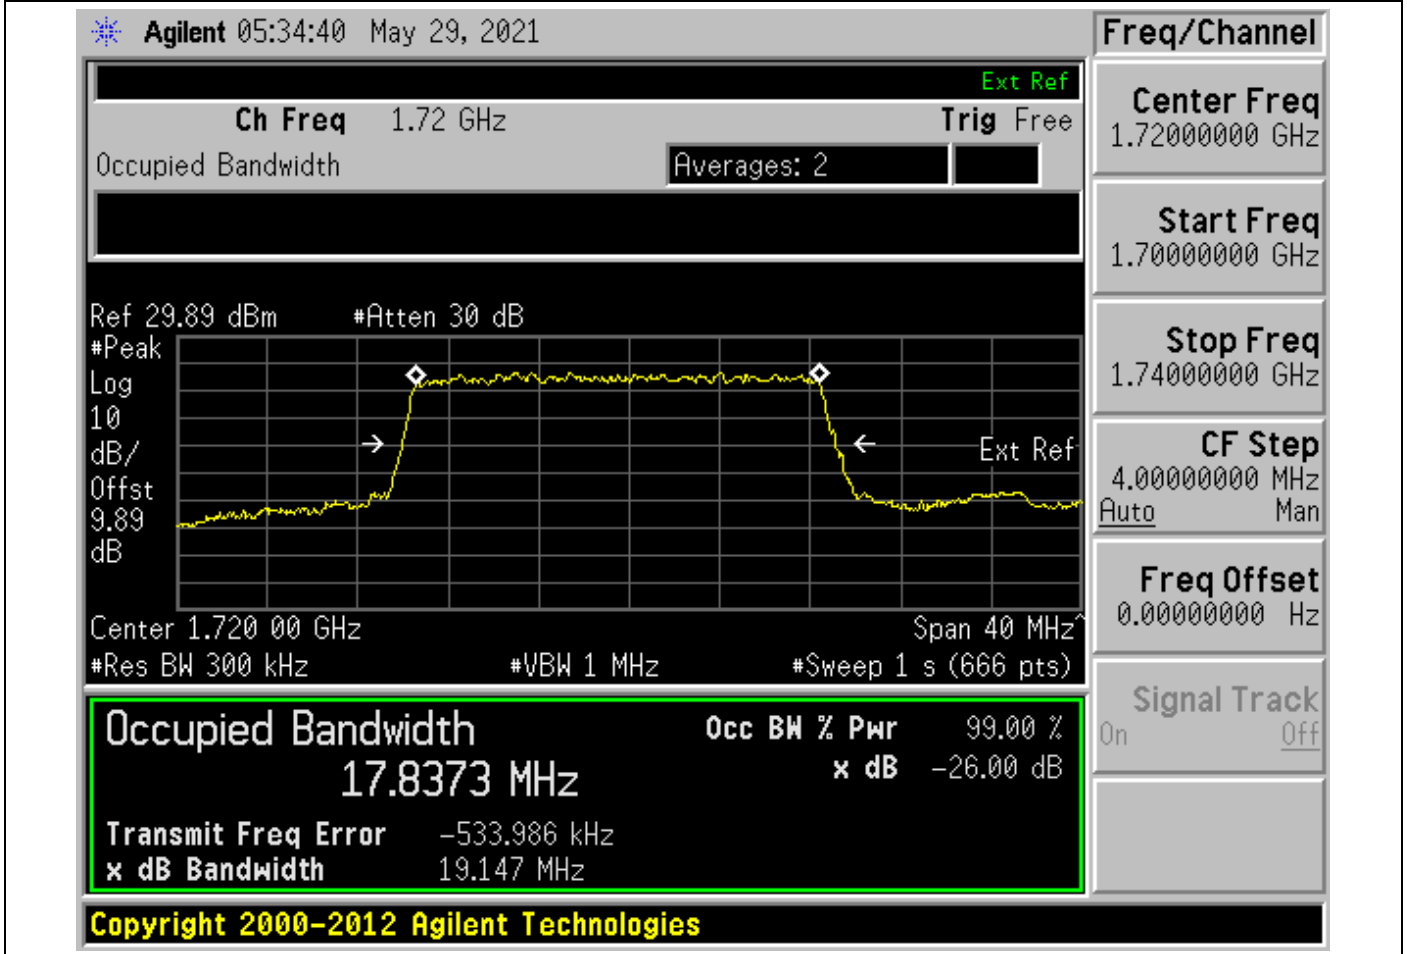 Agilent 05:34:40 May 29, 2021
Freq/Channel
Ext Ref
Ch Freq 1.72 GHz Trig Free
Occupied Bandwidth Averages: 2
Ref 29.89 dBm #Atten 30 dB
#Peak
Log
10
dB/
Offst
9.89
dB
Ext Ref
Center 1.720 00 GHz Span 40 MHz^
#Res BW 300 kHz #VBW 1 MHz #Sweep 1 s (666 pts)
Occupied Bandwidth Occ BW % Pwr 99.00 %
17.8373 MHz x dB -26.00 dB
Transmit Freq Error -533.986 kHz
x dB Bandwidth 19.147 MHz
Center Freq
1.72000000 GHz
Start Freq
1.70000000 GHz
Stop Freq
1.74000000 GHz
CF Step
4.00000000 MHz
Auto Man
Freq Offset
0.00000000 Hz
Signal Track
On Off
Copyright 2000-2012 Agilent Technologies